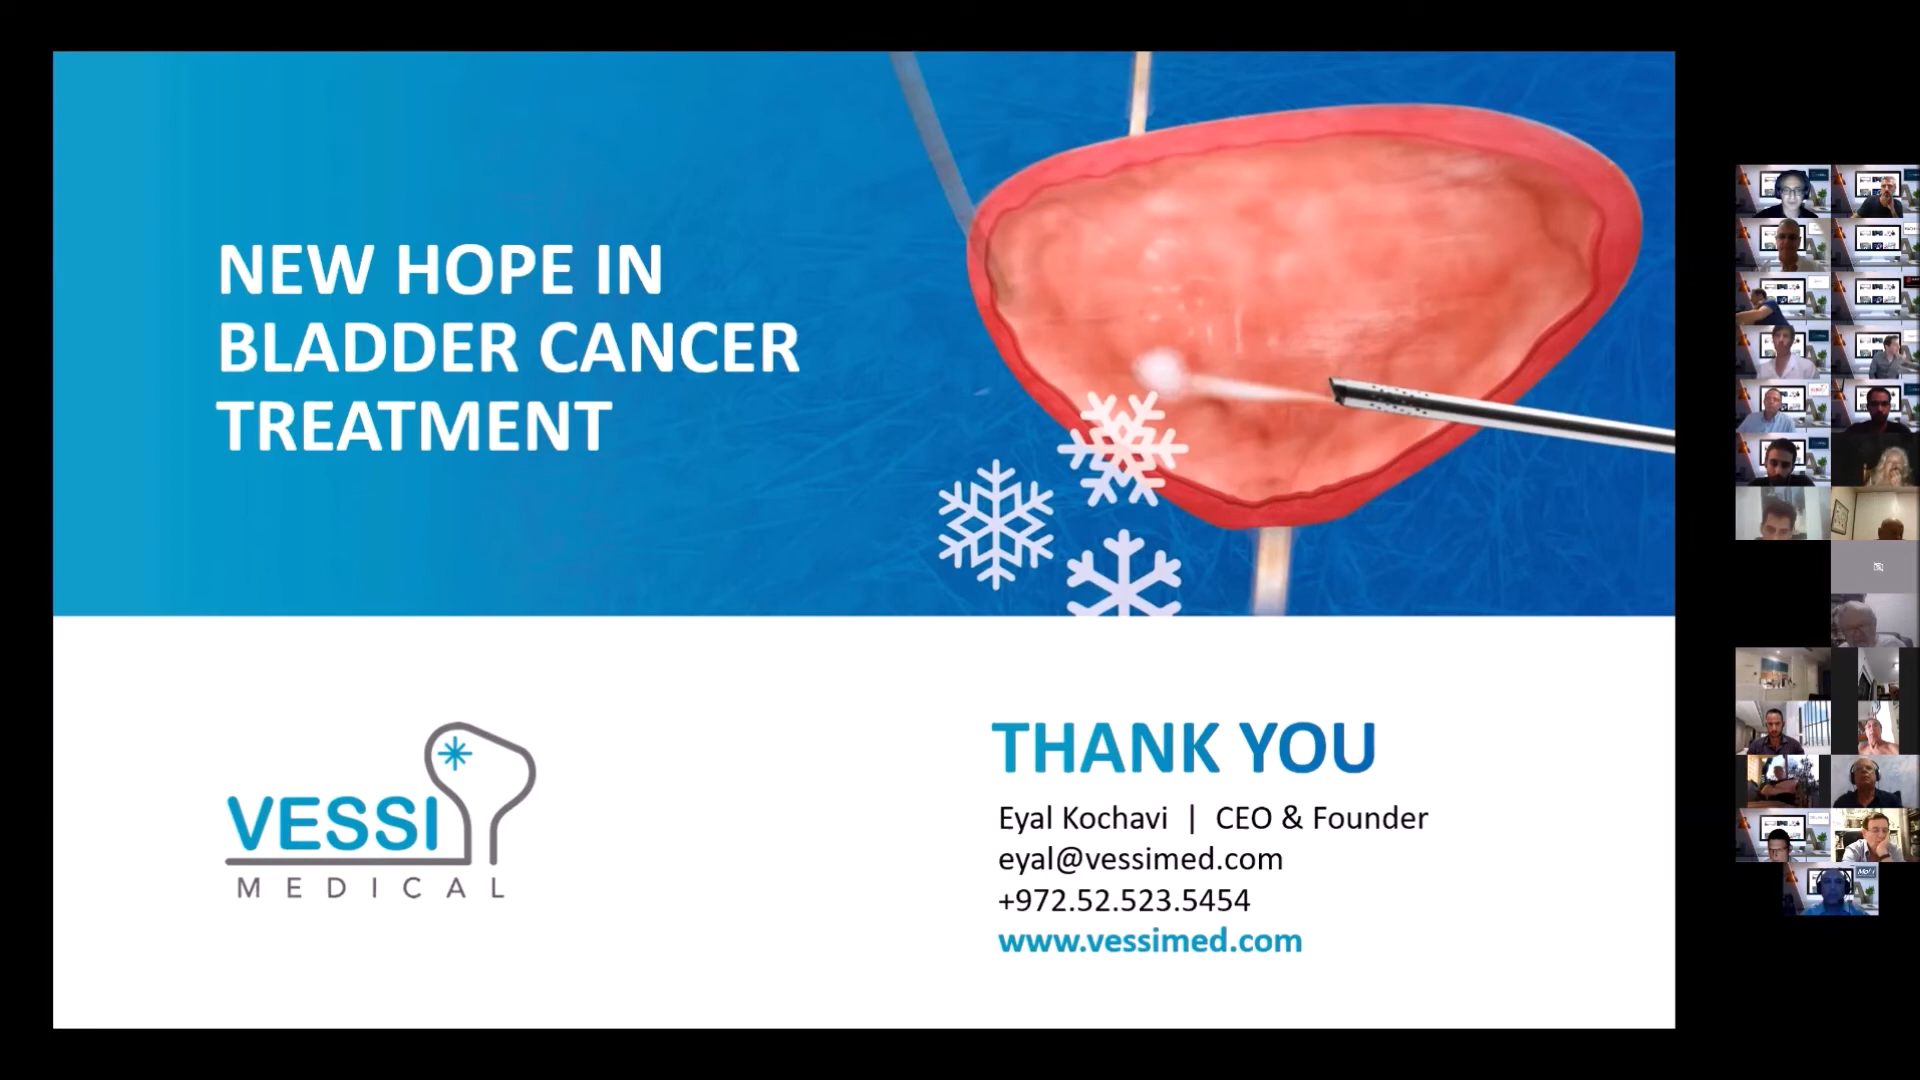 NEW HOPE IN
BLADDER CANCER
TREATMENT
VESSI
MEDICAL
THANK YOU
Eyal Kochavi | CEO & Founder
eyal@vessimed.com
+972.52.523.5454
www.vessimed.com